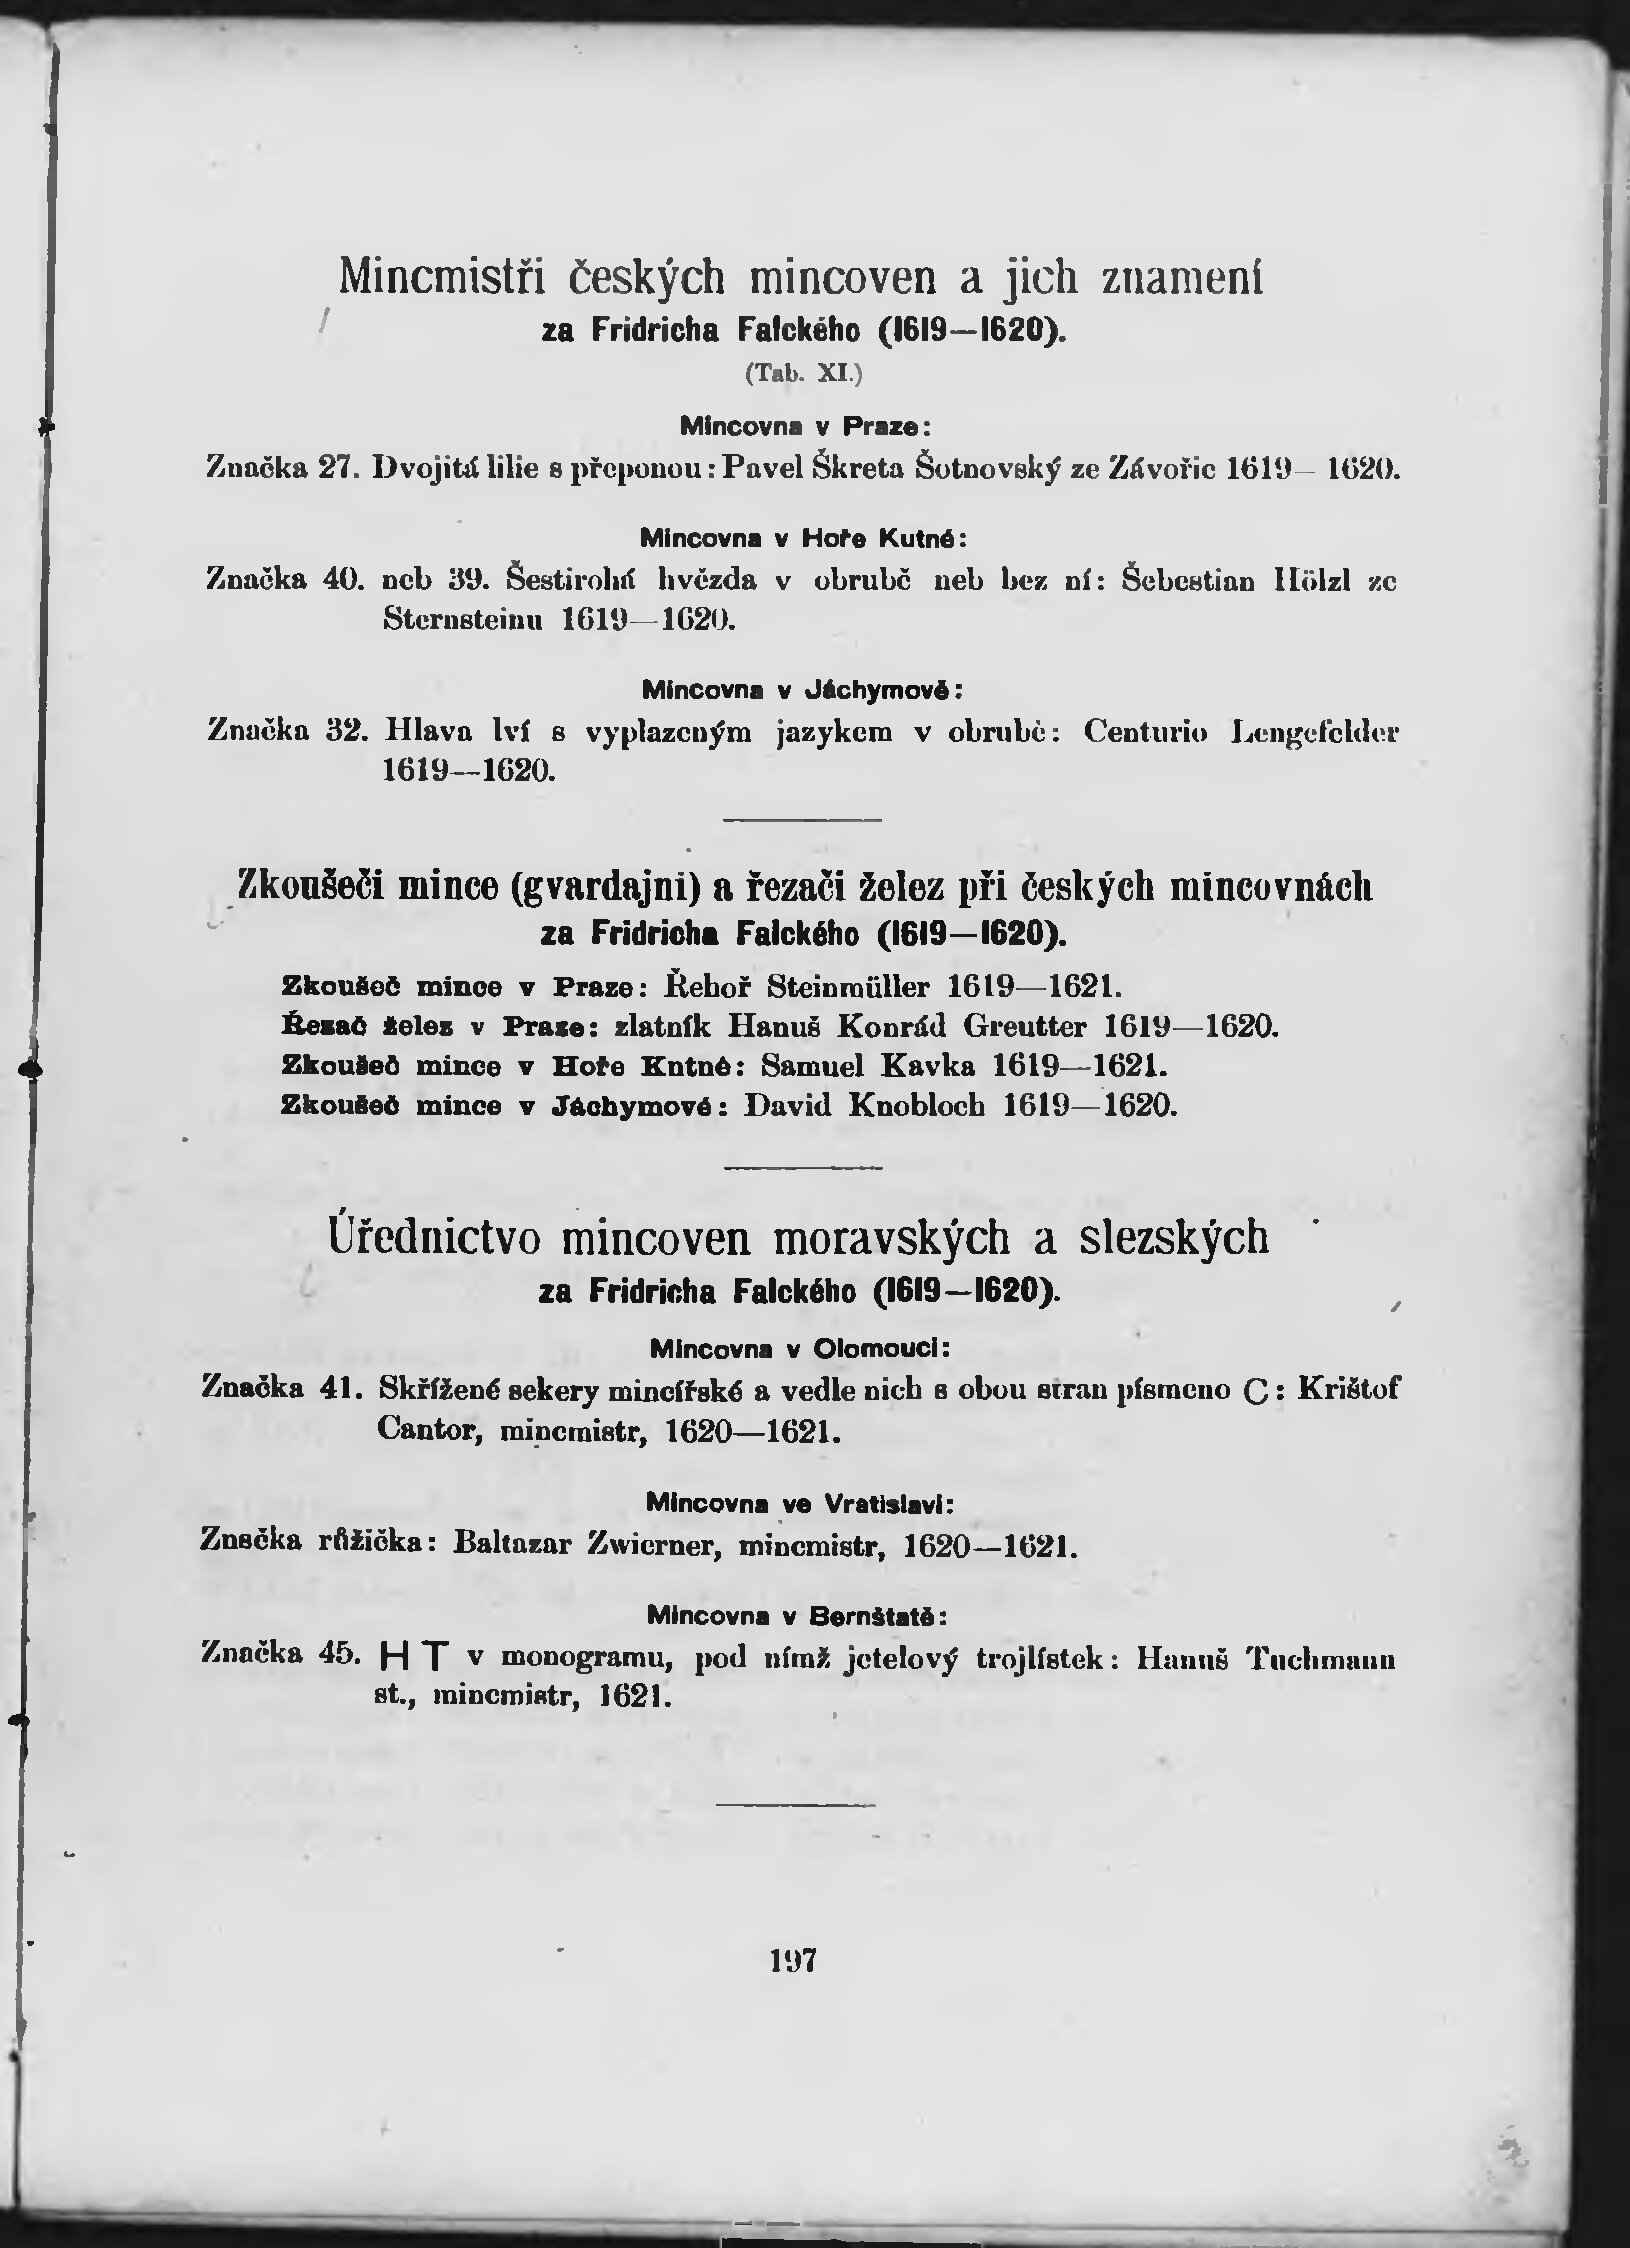 Mincmistři českých mincoven a jich znamení
za Fridricha Falckého (1619—1620).
(Tab. XI.)
Mincovna v Praze:
Značka 27. Dvojitá lilie s přeponou: Pavel Škreta Šotnovský ze Závořic 1619—1620.
Mincovna v Hoře Kutné:
Značka 40. neb 39. Šestirohá hvězda v obrubě neb bez ní: Šebestian Hölzl ze
Sternsteinu 1619—1620.
Mincovna v Jáchymově:
Značka 32. Hlava lví s vyplazeným jazykem v obrubě: Centurio Lengefelder
1619—1620.
Zkoušeči mince (gvardajni) a řezači želez při českých mincovnách
za Fridricha Falckého (1619—1620).
Zkoušeč mince v Praze: Řehoř Steinmüller 1619—1621.
Řezač želez v Praze: zlatník Hanuš Konrád Greutter 1619—1620.
Zkoušeč mince v Hoře Kntné: Samuel Kavka 1619—1621.
Zkoušeč mince v Jáchymově: David Knobloch 1619—1620.
Úřednictvo mincoven moravských a slezských
za Fridricha Falckého (1619—1620).
Mincovna v Olomouci:
Značka 41. Skřížené sekery mincířské a vedle nich s obou stran písmeno C: Krištof
Cantor, mincmistr, 1620—1621.
Mincovna ve Vratislavi:
Značka růžička: Baltazar Zwierner, mincmistr, 1620—1621.
Mincovna v Bernštatě:
Značka 45. H T v monogramu, pod nímž jetelový trojlístek: Hanuš Tuchmann
st., mincmistr, 1621.
197